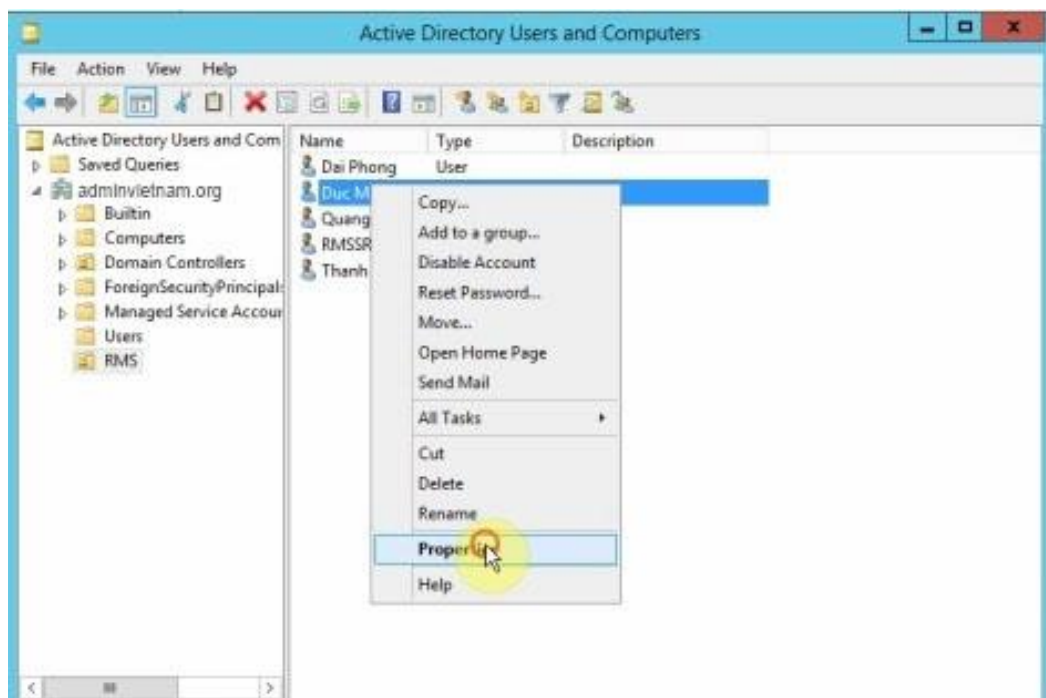 Active Directory Users and Computers
File Action View Help
Active Directory Users and Com
Saved Queries
adminvietnam.org
Builtin
Computers
Domain Controllers
ForeignSecurityPrincipal
Managed Service Accour
Users
RMS
Name Type Description
Dai Phong User
Duc M
Quang
RMSSR
Thanh
Copy...
Add to a group...
Disable Account
Reset Password...
Move...
Open Home Page
Send Mail
All Tasks
Cut
Delete
Rename
Proper
Help